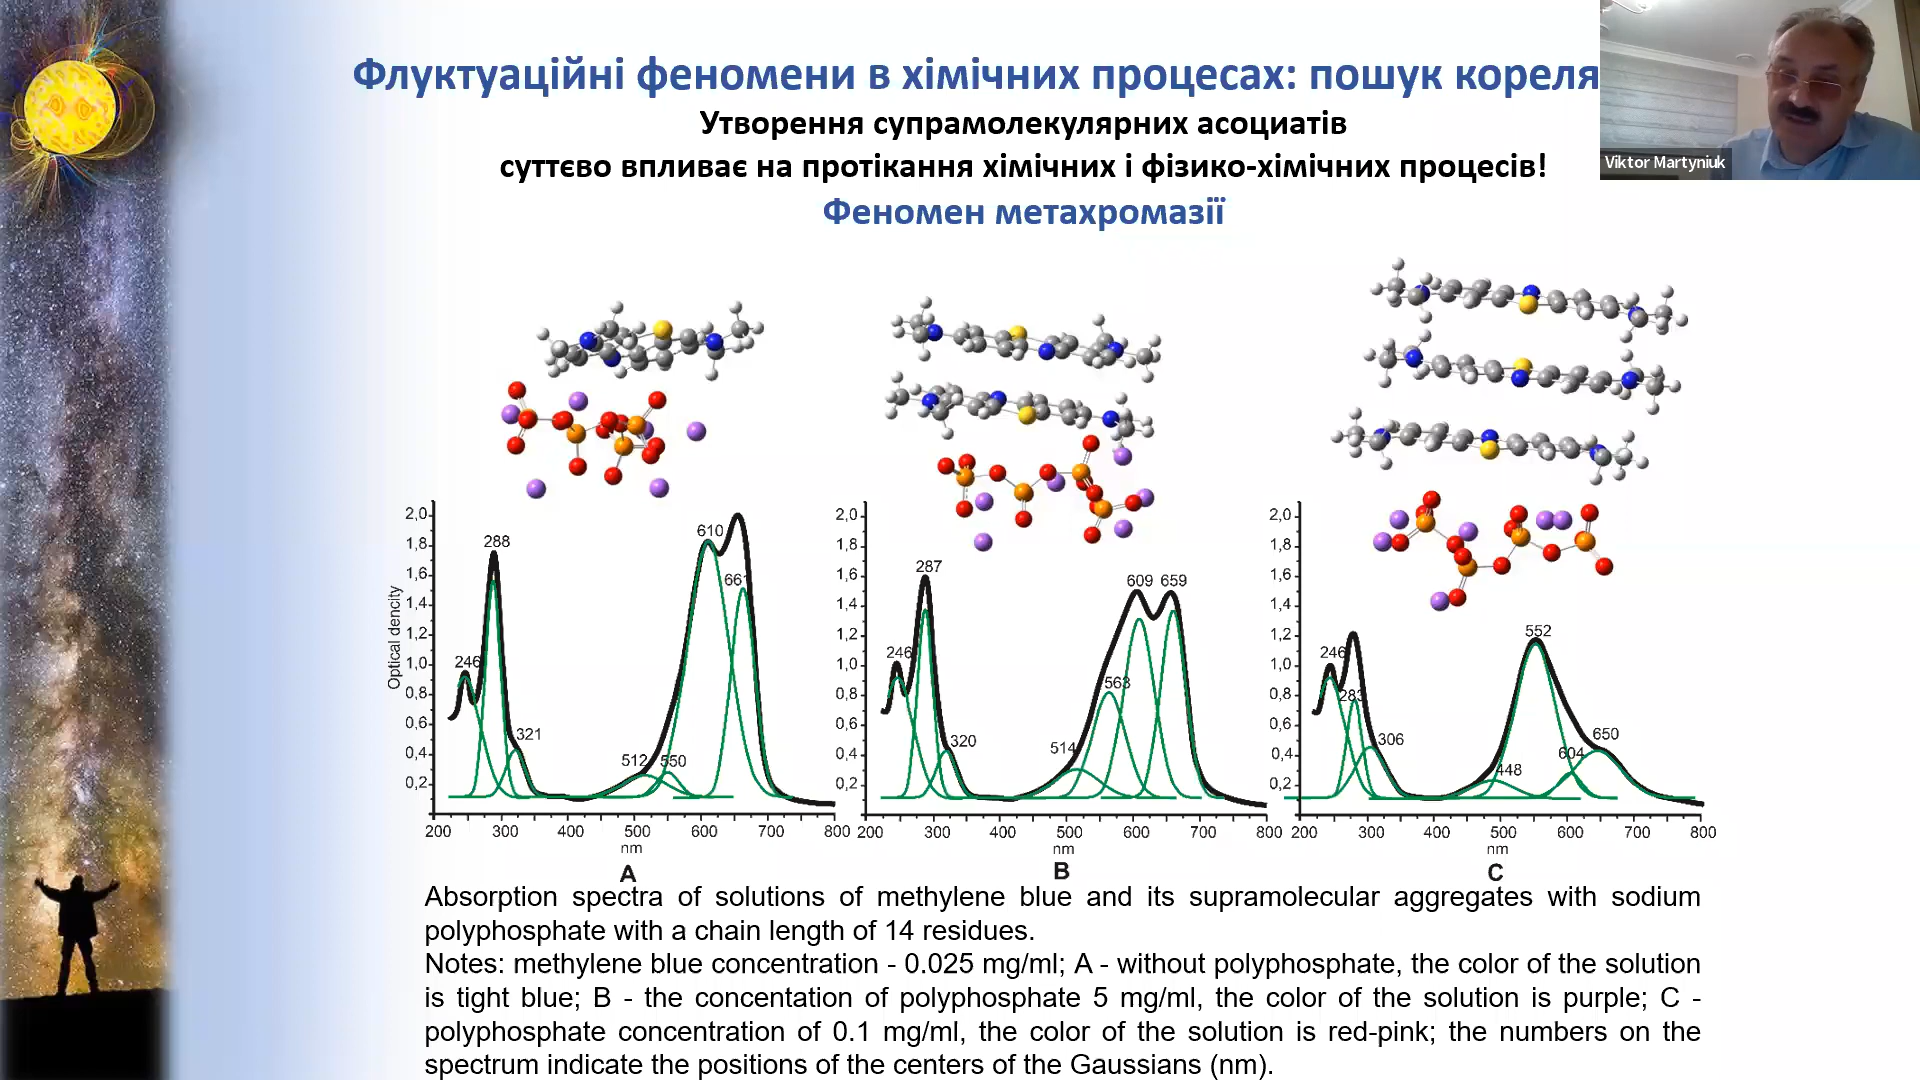 Флуктуаційні феномени в хімічних процесах: пошук кореля
Утворення супрамолекулярних асоциатів
суттєво впливає на протікання хімічних і фізико-хімічних процесів!
Феномен метахромазії
Viktor Martyniuk
Optical dencity
2,0
1,8
1,6
1,4
1,2
1,0
0,8
0,6
0,4
0,2
246
288
321
512
550
610
661
200 300 400 500 600 700 800
nm
A
2,0
1,8
1,6
1,4
1,2
1,0
0,8
0,6
0,4
0,2
246
287
320
514
563
609
659
200 300 400 500 600 700 800
nm
B
2,0
1,8
1,6
1,4
1,2
1,0
0,8
0,6
0,4
0,2
246
283
306
448
552
604
650
200 300 400 500 600 700 800
nm
C
Absorption spectra of solutions of methylene blue and its supramolecular aggregates with sodium
polyphosphate with a chain length of 14 residues.
Notes: methylene blue concentration - 0.025 mg/ml; A - without polyphosphate, the color of the solution
is tight blue; B - the concentation of polyphosphate 5 mg/ml, the color of the solution is purple; C -
polyphosphate concentration of 0.1 mg/ml, the color of the solution is red-pink; the numbers on the
spectrum indicate the positions of the centers of the Gaussians (nm).